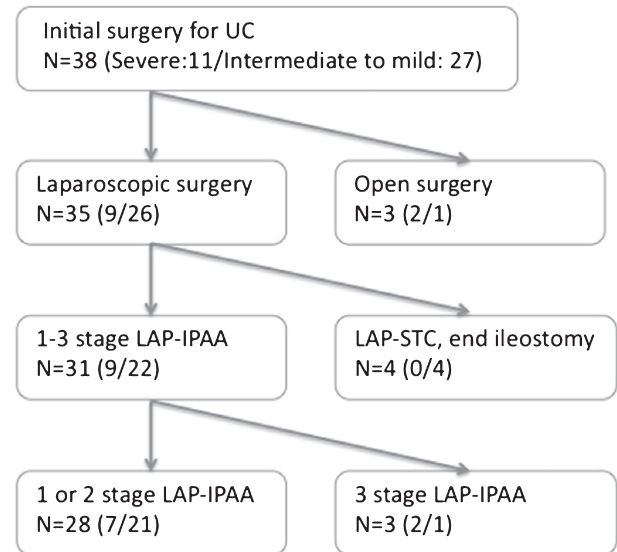 Initial surgery for UC
N=38 (Severe:11/Intermediate to mild: 27)
Laparoscopic surgery
N=35 (9/26)
Open surgery
N=3 (2/1)
1-3 stage LAP-IPAA
N=31 (9/22)
LAP-STC, end ileostomy
N=4 (0/4)
1 or 2 stage LAP-IPAA
N=28 (7/21)
3 stage LAP-IPAA
N=3 (2/1)